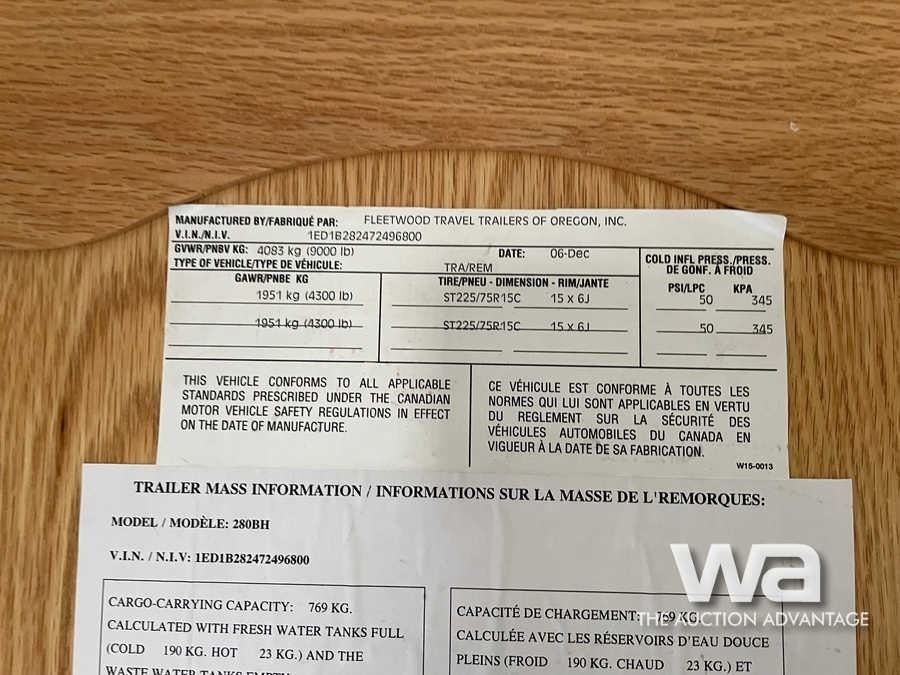 MANUFACTURED BY/FABRIQUÉ PAR: FLEETWOOD TRAVEL TRAILERS OF OREGON, INC.
V.I.N./N.I.V. 1ED1B282472496800
GVWR/PNBV KG: 4083 kg (9000 lb) DATE: 06-Dec
TYPE OF VEHICLE/TYPE DE VÉHICULE: TRA/REM
COLD INFL PRESS./PRESS.
DE GONF. À FROID
GAWR/PNBE KG TIRE/PNEU - DIMENSION - RIM/JANTE PSI/LPC KPA
1951 kg (4300 lb) ST225/75R15C 15 x 6J 50 345
1951 kg (4300 lb) ST225/75R15C 15 x 6J 50 345
THIS VEHICLE CONFORMS TO ALL APPLICABLE
STANDARDS PRESCRIBED UNDER THE CANADIAN
MOTOR VEHICLE SAFETY REGULATIONS IN EFFECT
ON THE DATE OF MANUFACTURE.
CE VÉHICULE EST CONFORME À TOUTES LES
NORMES QUI LUI SONT APPLICABLES EN VERTU
DU REGLEMENT SUR LA SÉCURITÉ DES
VÉHICULES AUTOMOBILES DU CANADA EN
VIGUEUR À LA DATE DE SA FABRICATION.
W15-0013
TRAILER MASS INFORMATION / INFORMATIONS SUR LA MASSE DE L'REMORQUES:
MODEL / MODÈLE: 280BH
V.I.N. / N.I.V: 1ED1B282472496800
CARGO-CARRYING CAPACITY: 769 KG.
CALCULATED WITH FRESH WATER TANKS FULL
(COLD 190 KG. HOT 23 KG.) AND THE
WASTE WATER TANKS EMPTY
CAPACITÉ DE CHARGEMENT: 769 KG.
CALCULÉE AVEC LES RÉSERVOIRS D'EAU DOUCE
PLEINS (FROID 190 KG. CHAUD 23 KG.) ET
wa
THE AUCTION ADVANTAGE